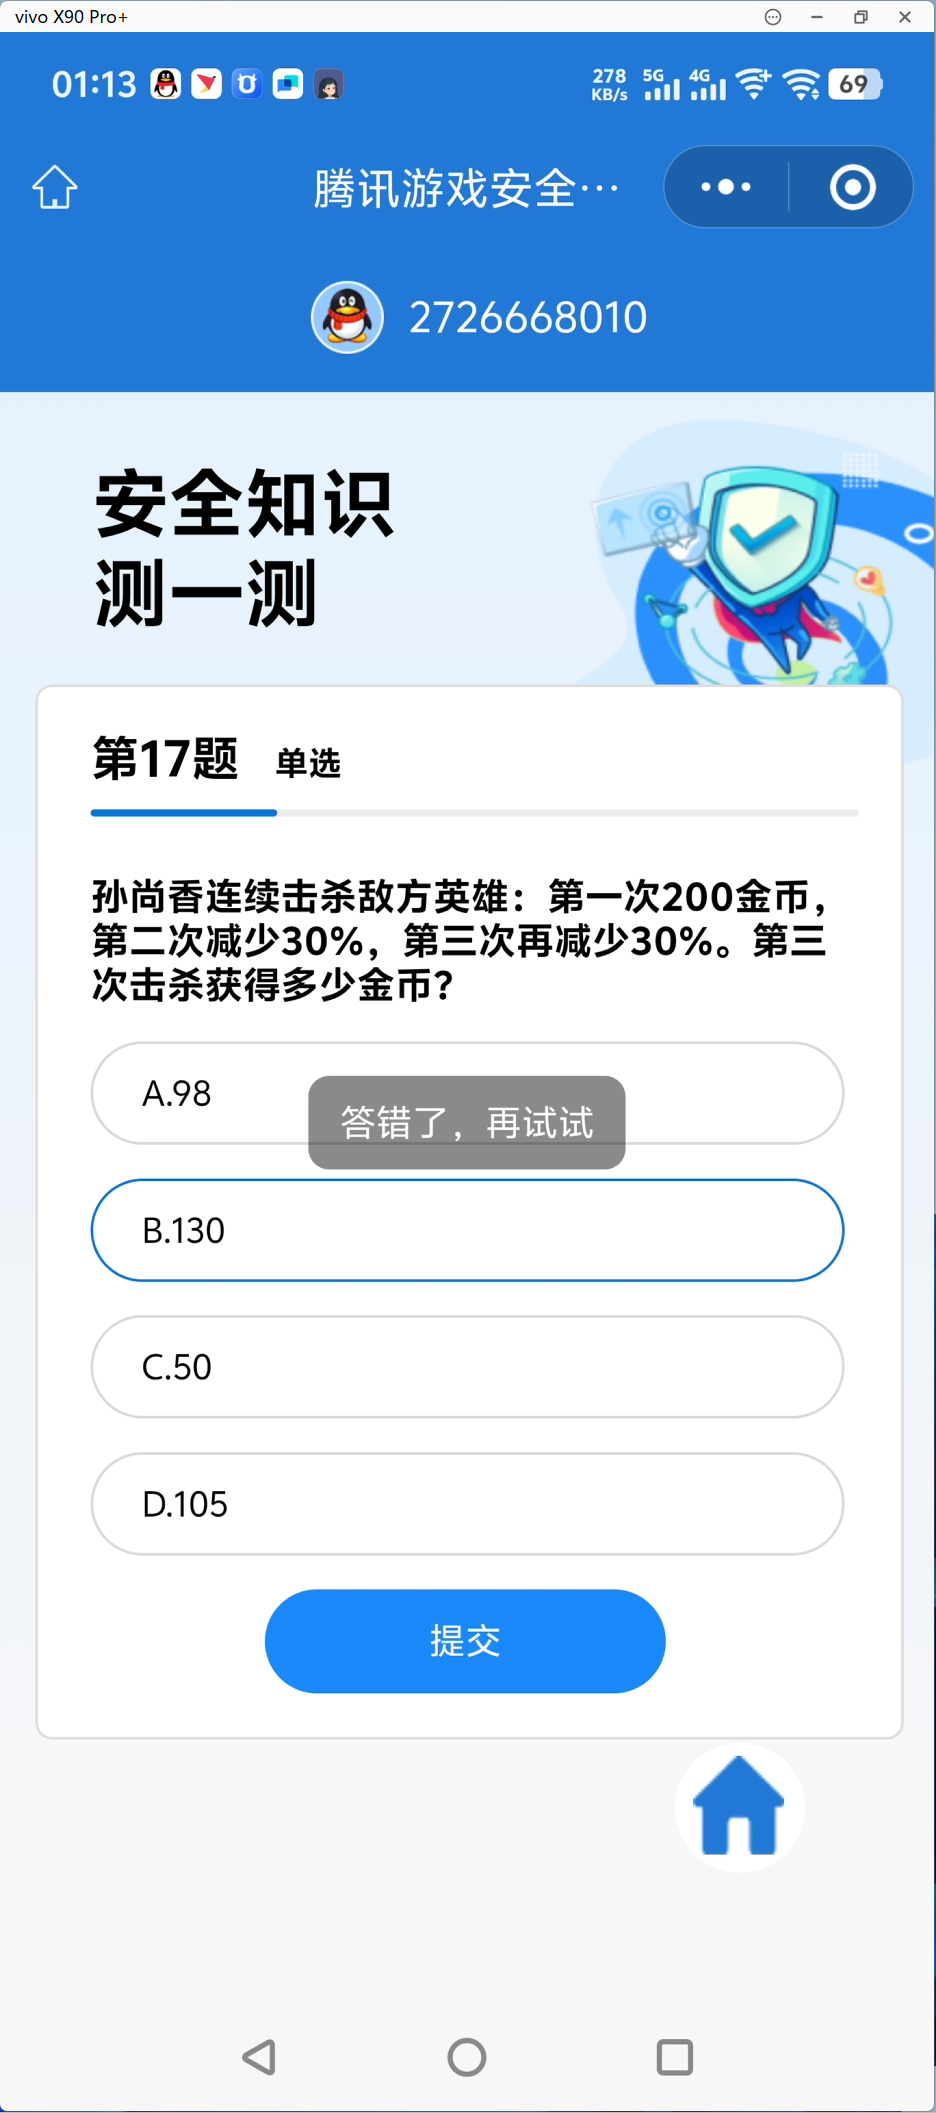 vivo X90 Pro+
01:13
278 KB/s 5G 4G 69
腾讯游戏安全…
2726668010
安全知识
测一测
第17题 单选
孙尚香连续击杀敌方英雄：第一次200金币，
第二次减少30%，第三次再减少30%。第三
次击杀获得多少金币？
A.98
答错了，再试试
B.130
C.50
D.105
提交